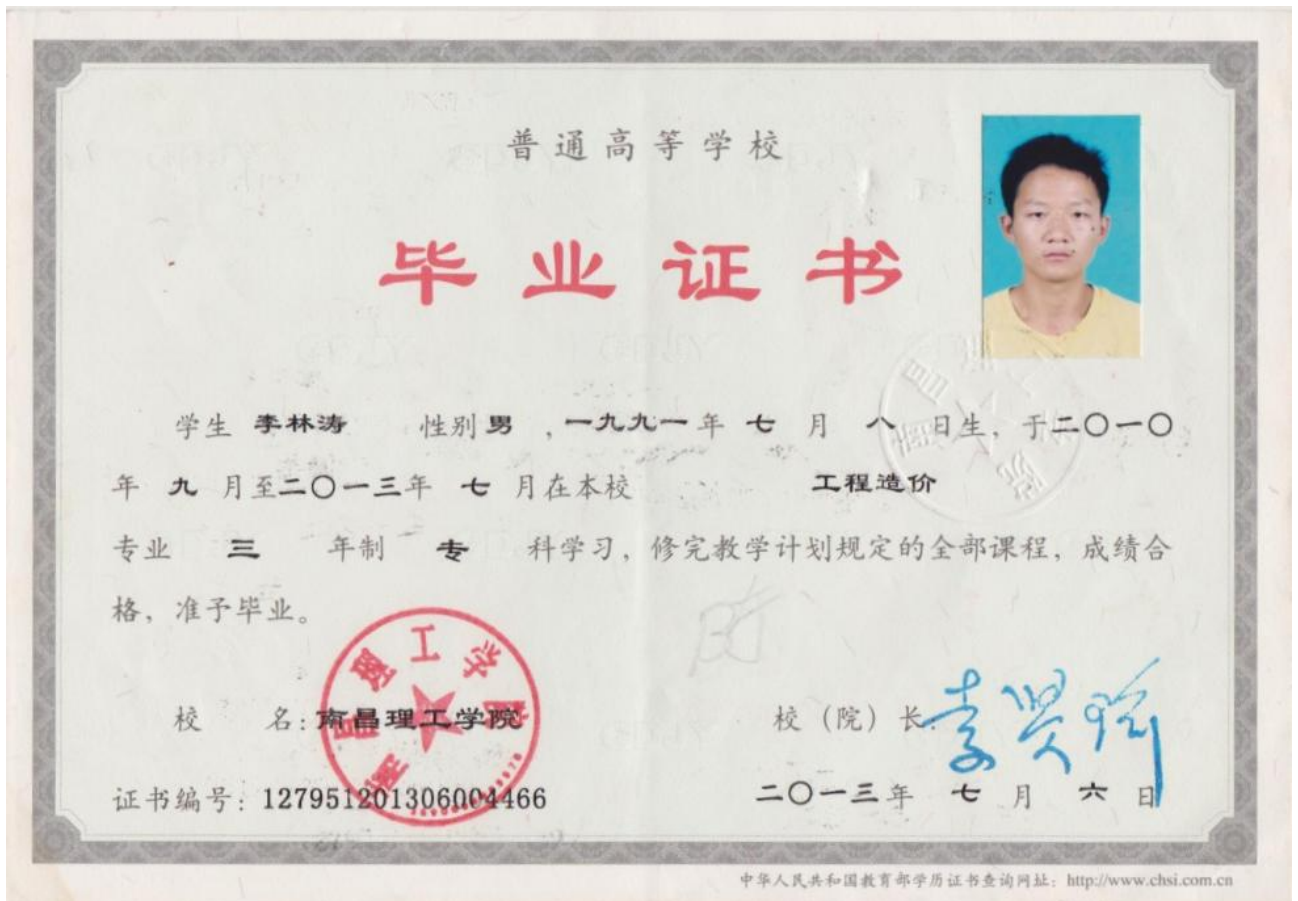 普通高等学校
毕业证书
学生 李林涛 性别 男 ,一九九一年 七 月 八 日生，于二〇一〇
年 九 月至二〇一三年 七 月在本校 工程造价
专业 三 年制 专 科学习，修完教学计划规定的全部课程，成绩合
格，准予毕业。
校 名:南昌理工学院
校（院）长:
证书编号：127951201306004466
二〇一三年 七 月 六 日
中华人民共和国教育部学历证书查询网址：http://www.chsi.com.cn